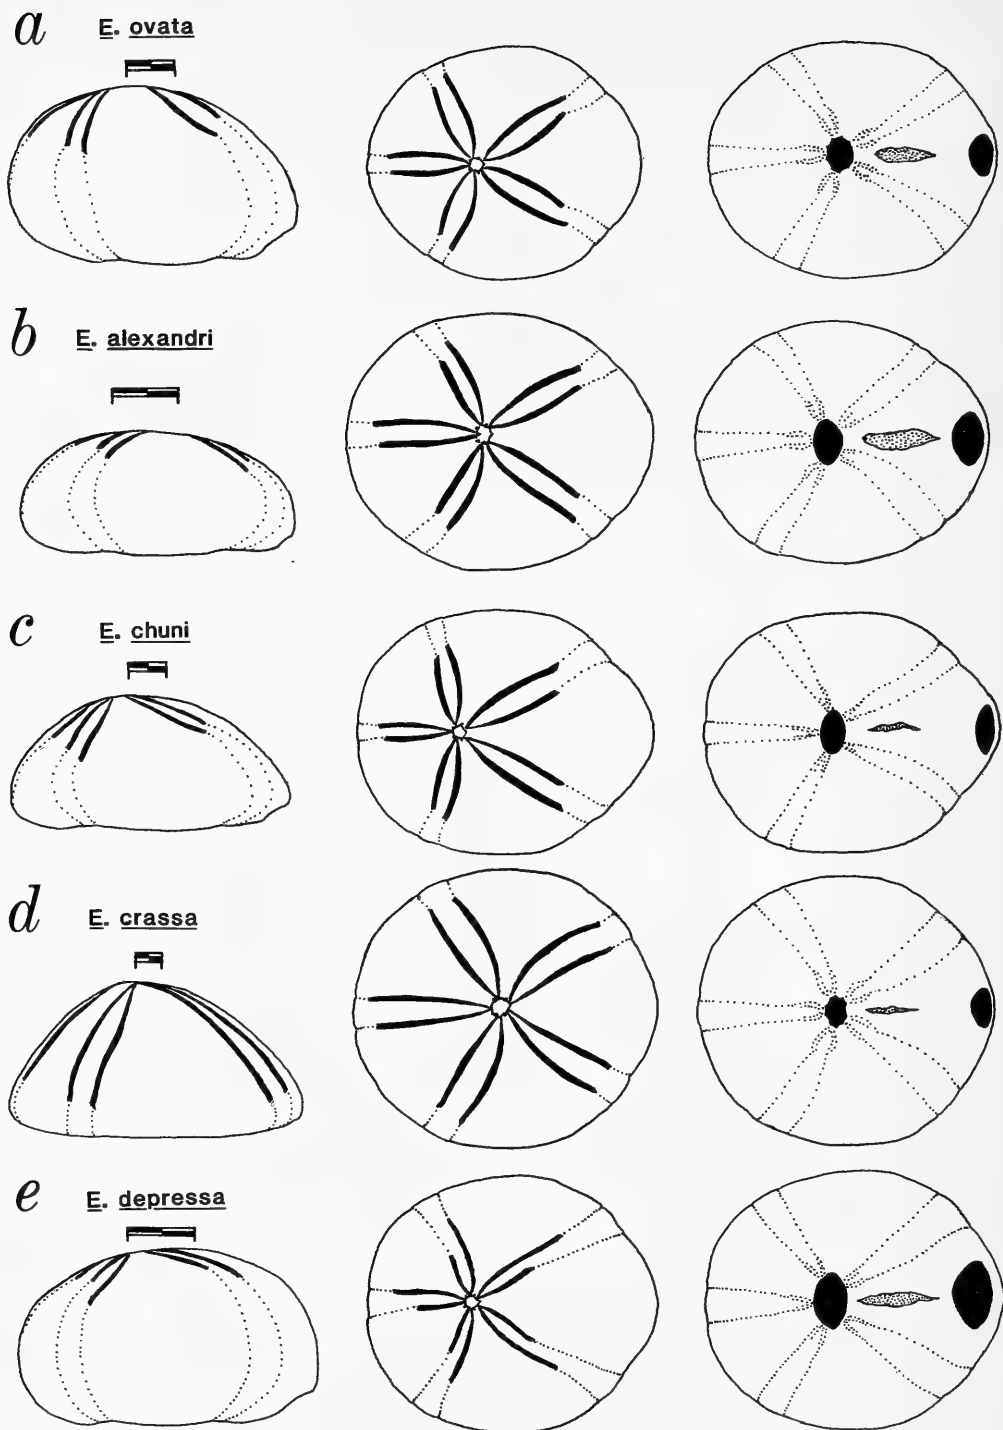 a E. ovata
b E. alexandri
c E. chuni
d E. crassa
e E. depressa